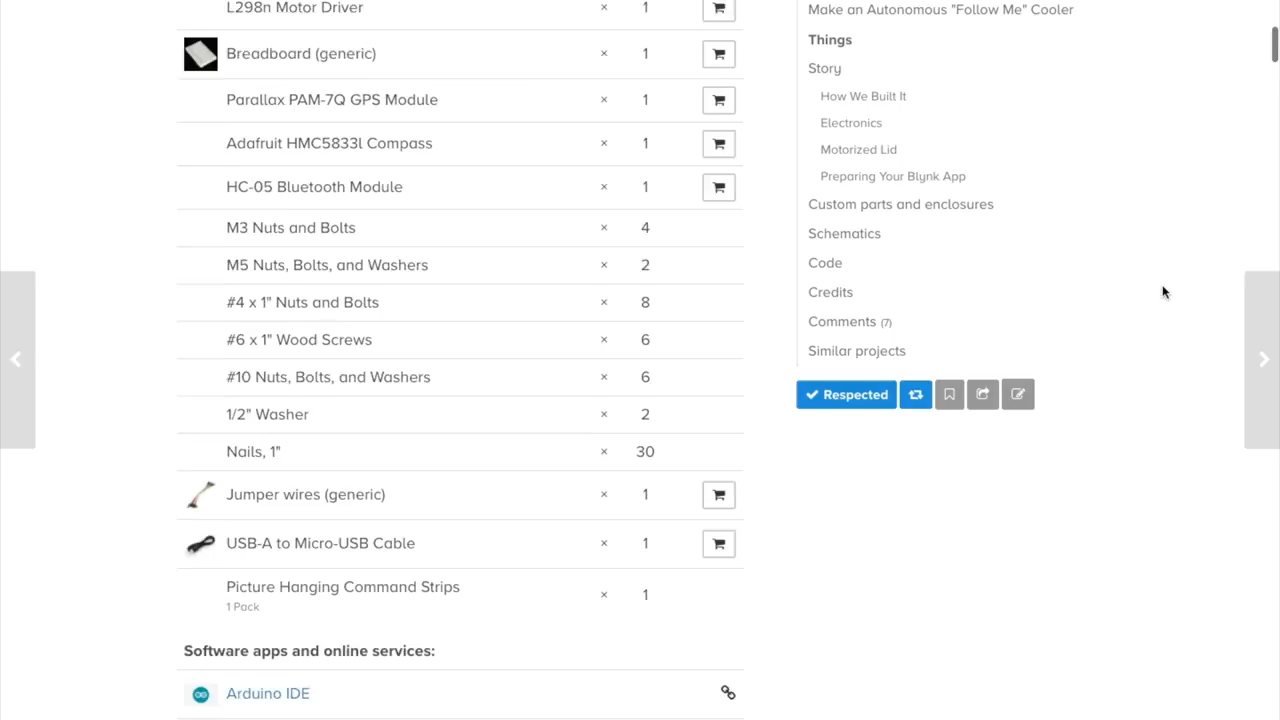 L298n Motor Driver × 1
Breadboard (generic) × 1
Parallax PAM-7Q GPS Module × 1
Adafruit HMC5833l Compass × 1
HC-05 Bluetooth Module × 1
M3 Nuts and Bolts × 4
M5 Nuts, Bolts, and Washers × 2
#4 x 1" Nuts and Bolts × 8
#6 x 1" Wood Screws × 6
#10 Nuts, Bolts, and Washers × 6
1/2" Washer × 2
Nails, 1" × 30
Jumper wires (generic) × 1
USB-A to Micro-USB Cable × 1
Picture Hanging Command Strips × 1
1 Pack
Software apps and online services:
Arduino IDE
Make an Autonomous "Follow Me" Cooler
Things
Story
How We Built It
Electronics
Motorized Lid
Preparing Your Blynk App
Custom parts and enclosures
Schematics
Code
Credits
Comments (7)
Similar projects
Respected